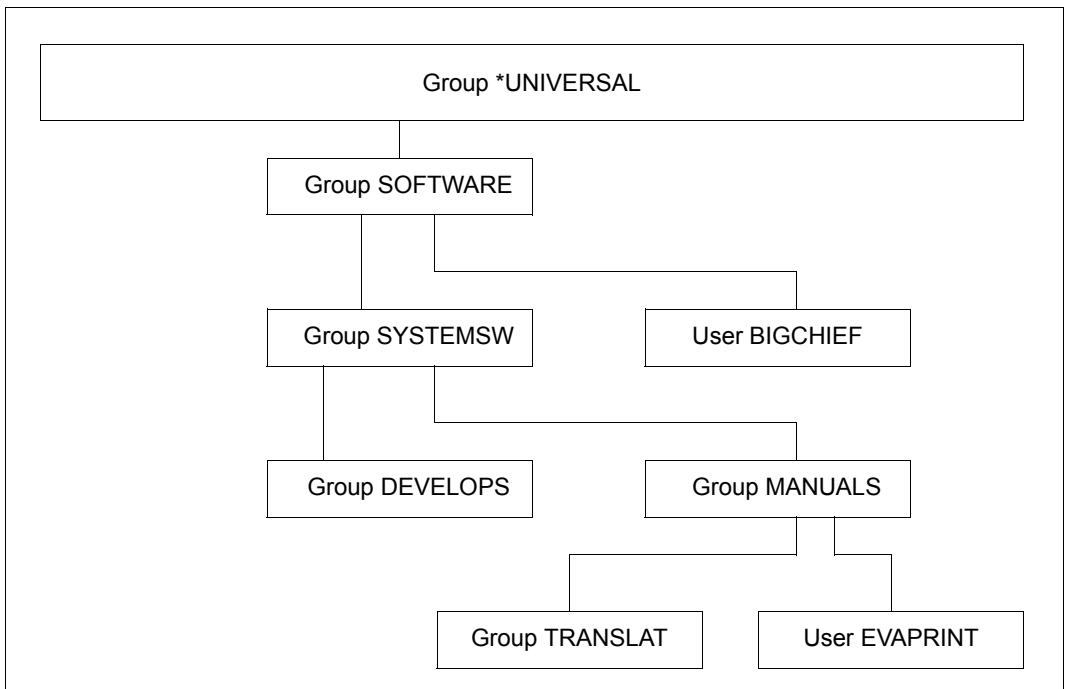 Group *UNIVERSAL
Group SOFTWARE
Group SYSTEMSW
User BIGCHIEF
Group DEVELOPS
Group MANUALS
Group TRANSLAT
User EVAPRINT